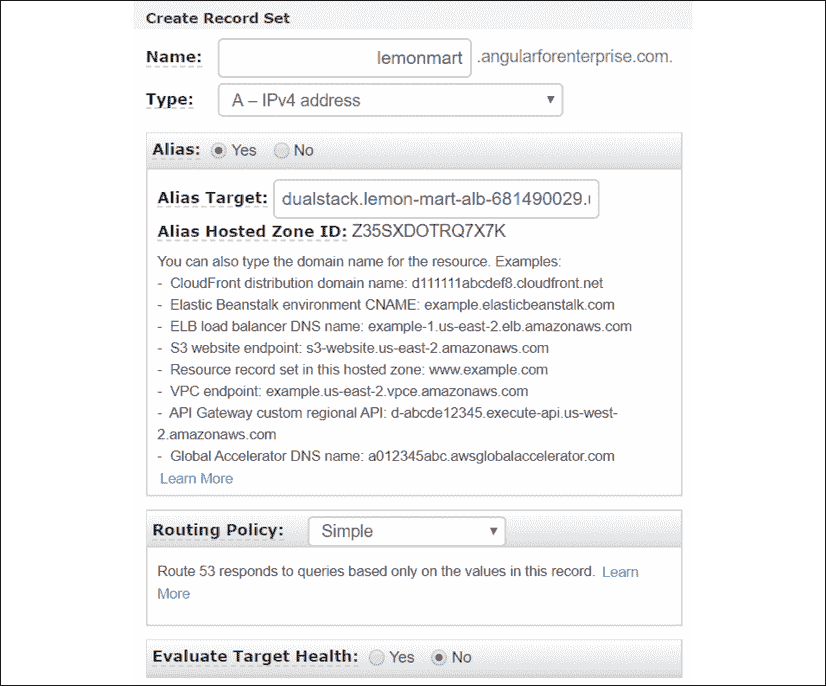 Create Record Set
Name: lemonmart .angularforenterprise.com.
Type: A – IPv4 address
Alias: Yes No
Alias Target: dualstack.lemon-mart-alb-681490029.
Alias Hosted Zone ID: Z35SXDOTRQ7X7K
You can also type the domain name for the resource. Examples:
- CloudFront distribution domain name: d111111abcdef8.cloudfront.net
- Elastic Beanstalk environment CNAME: example.elasticbeanstalk.com
- ELB load balancer DNS name: example-1.us-east-2.elb.amazonaws.com
- S3 website endpoint: s3-website.us-east-2.amazonaws.com
- Resource record set in this hosted zone: www.example.com
- VPC endpoint: example.us-east-2.vpce.amazonaws.com
- API Gateway custom regional API: d-abcde12345.execute-api.us-west-
2.amazonaws.com
- Global Accelerator DNS name: a012345abc.awsglobalaccelerator.com
Learn More
Routing Policy: Simple
Route 53 responds to queries based only on the values in this record. Learn
More
Evaluate Target Health: Yes No